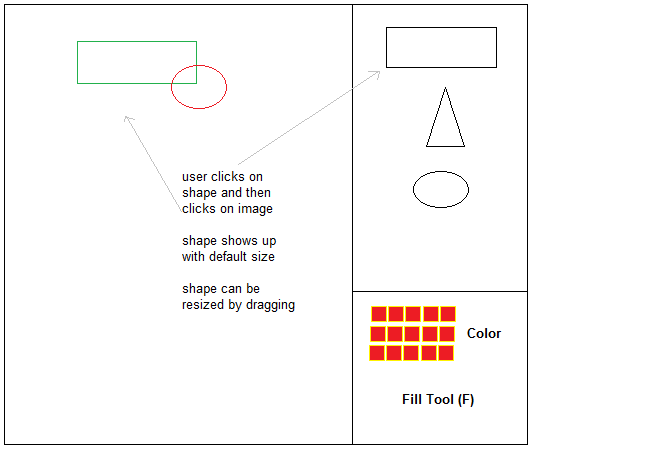 user clicks on
shape and then
clicks on image
shape shows up
with default size
shape can be
resized by dragging
Color
Fill Tool (F)